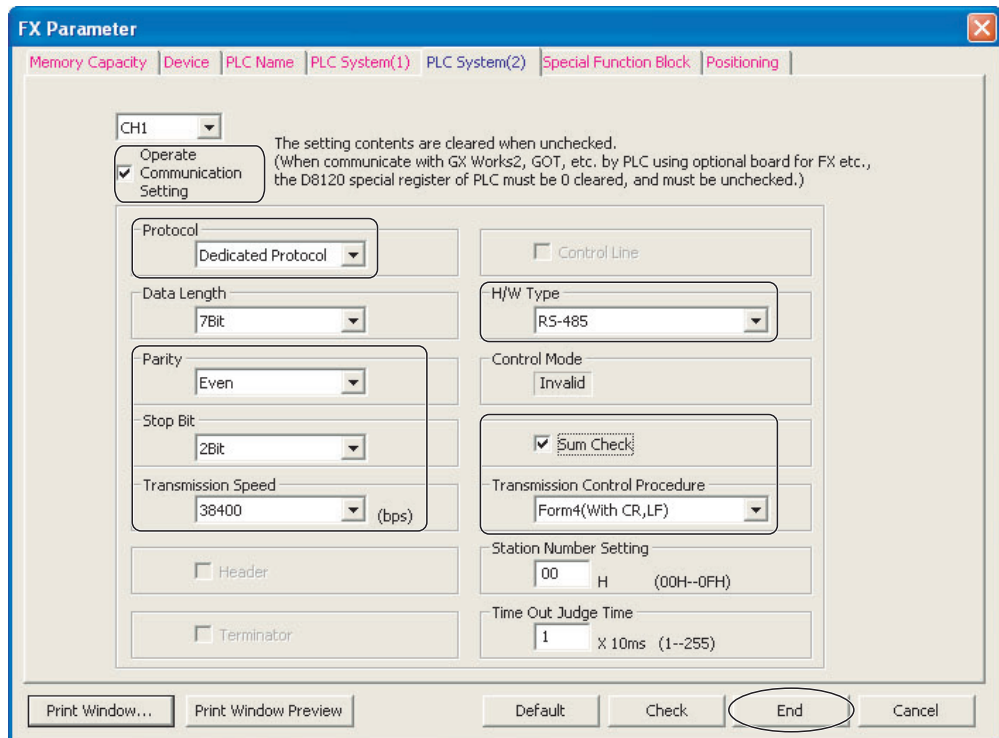 FX Parameter
Memory Capacity Device PLC Name PLC System(1) PLC System(2) Special Function Block Positioning
CH1
Operate
Communication
Setting
The setting contents are cleared when unchecked.
(When communicate with GX Works2, GOT, etc. by PLC using optional board for FX etc.,
the D8120 special register of PLC must be 0 cleared, and must be unchecked.)
Protocol
Dedicated Protocol
Control Line
Data Length
7Bit
H/W Type
RS-485
Parity
Even
Control Mode
Invalid
Stop Bit
2Bit
Sum Check
Transmission Speed
38400 (bps)
Transmission Control Procedure
Form4(With CR,LF)
Header
Station Number Setting
00 H (00H--0FH)
Terminator
Time Out Judge Time
1 X 10ms (1--255)
Print Window... Print Window Preview Default Check End Cancel